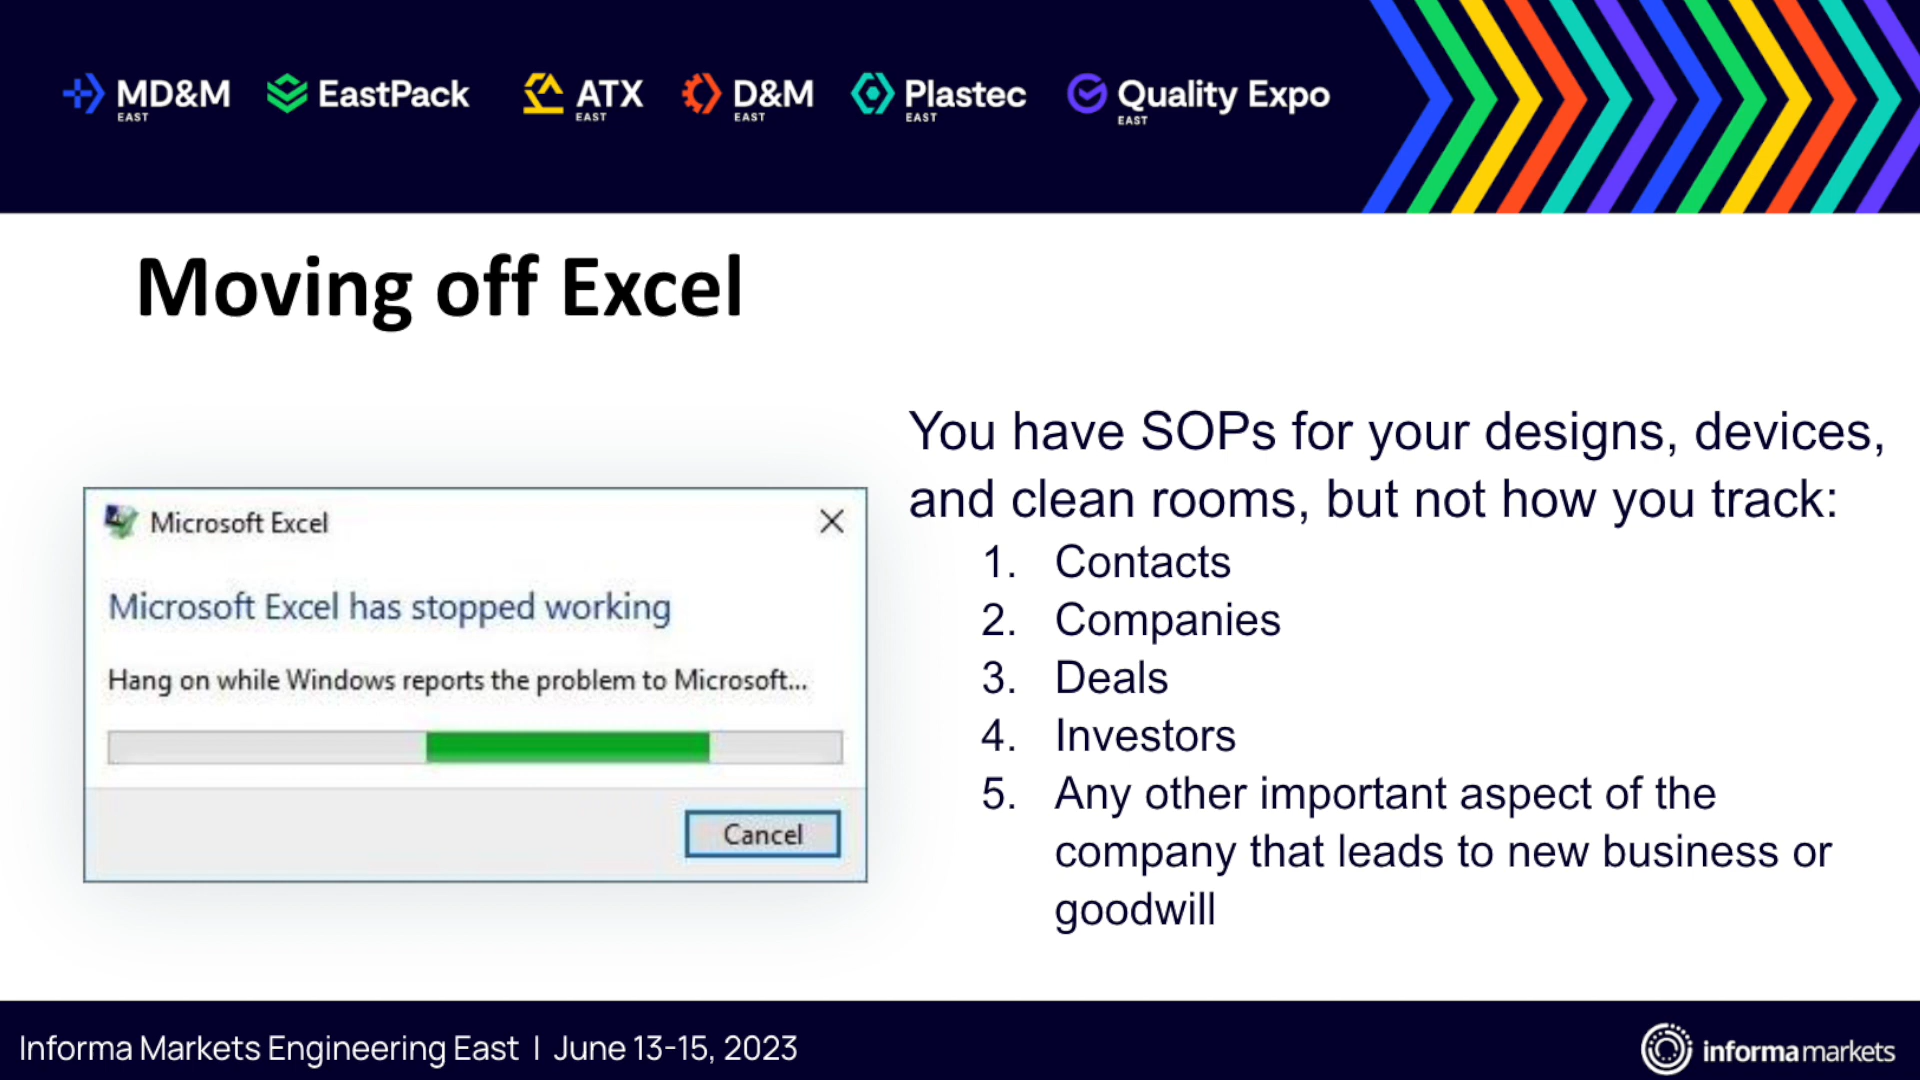 MD&M EAST EastPack ATX EAST D&M EAST Plastec EAST Quality Expo EAST
Moving off Excel
Microsoft Excel
Microsoft Excel has stopped working
Hang on while Windows reports the problem to Microsoft...
Cancel
You have SOPs for your designs, devices,
and clean rooms, but not how you track:
1. Contacts
2. Companies
3. Deals
4. Investors
5. Any other important aspect of the
company that leads to new business or
goodwill
Informa Markets Engineering East | June 13-15, 2023
informa markets